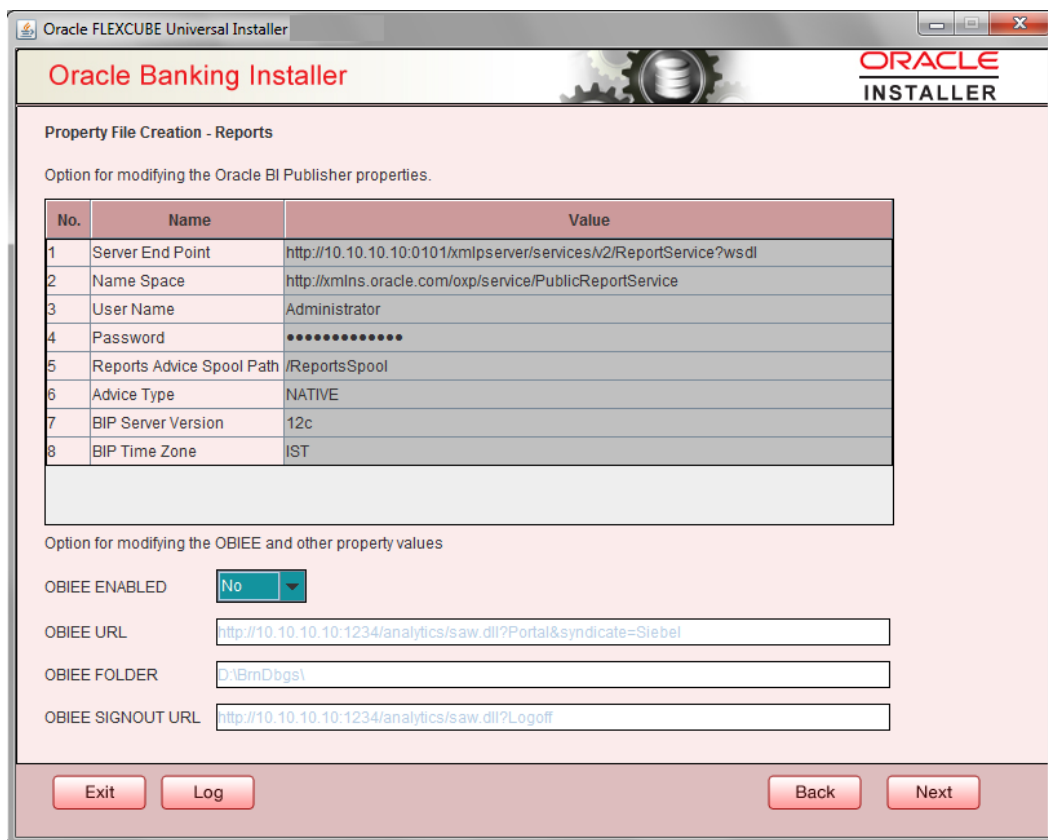 Oracle FLEXCUBE Universal Installer
Oracle Banking Installer
ORACLE
INSTALLER
Property File Creation - Reports
Option for modifying the Oracle BI Publisher properties.
No. Name Value
1 Server End Point http://10.10.10.10:0101/xmlpserver/services/v2/ReportService?wsdl
2 Name Space http://xmlns.oracle.com/oxp/service/PublicReportService
3 User Name Administrator
4 Password •••••••••••••
5 Reports Advice Spool Path /ReportsSpool
6 Advice Type NATIVE
7 BIP Server Version 12c
8 BIP Time Zone IST
Option for modifying the OBIEE and other property values
OBIEE ENABLED No
OBIEE URL http://10.10.10.10:1234/analytics/saw.dll?Portal&syndicate=Siebel
OBIEE FOLDER D:\BrnDbgs\
OBIEE SIGNOUT URL http://10.10.10.10:1234/analytics/saw.dll?Logoff
Exit Log Back Next